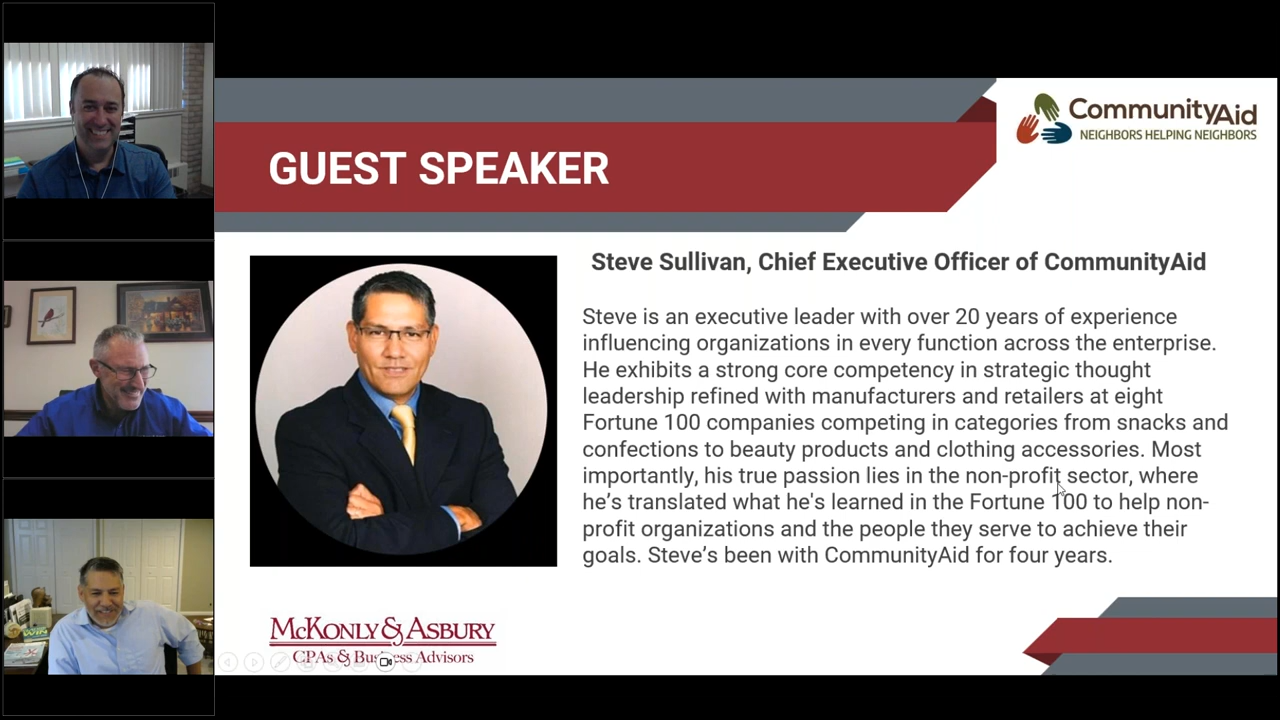 CommunityAid
NEIGHBORS HELPING NEIGHBORS
GUEST SPEAKER
Steve Sullivan, Chief Executive Officer of CommunityAid
Steve is an executive leader with over 20 years of experience
influencing organizations in every function across the enterprise.
He exhibits a strong core competency in strategic thought
leadership refined with manufacturers and retailers at eight
Fortune 100 companies competing in categories from snacks and
confections to beauty products and clothing accessories. Most
importantly, his true passion lies in the non-profit sector, where
he’s translated what he's learned in the Fortune 100 to help non-
profit organizations and the people they serve to achieve their
goals. Steve’s been with CommunityAid for four years.
McKonly & Asbury
CPAs & Business Advisors
WIN